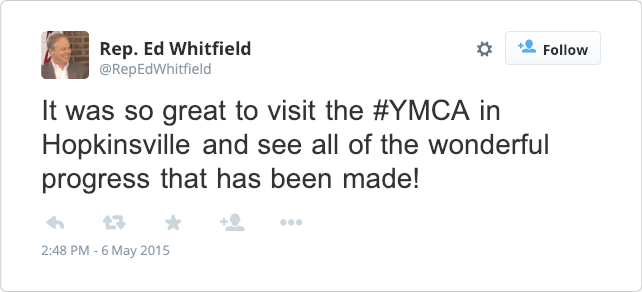 Rep. Ed Whitfield
@RepEdWhitfield
Follow
It was so great to visit the #YMCA in
Hopkinsville and see all of the wonderful
progress that has been made!
2:48 PM - 6 May 2015